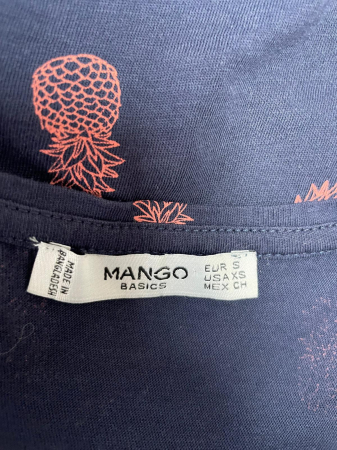 MADE IN
BANGLADESH
MANGO
BASICS
EUR S
USA XS
MEX CH